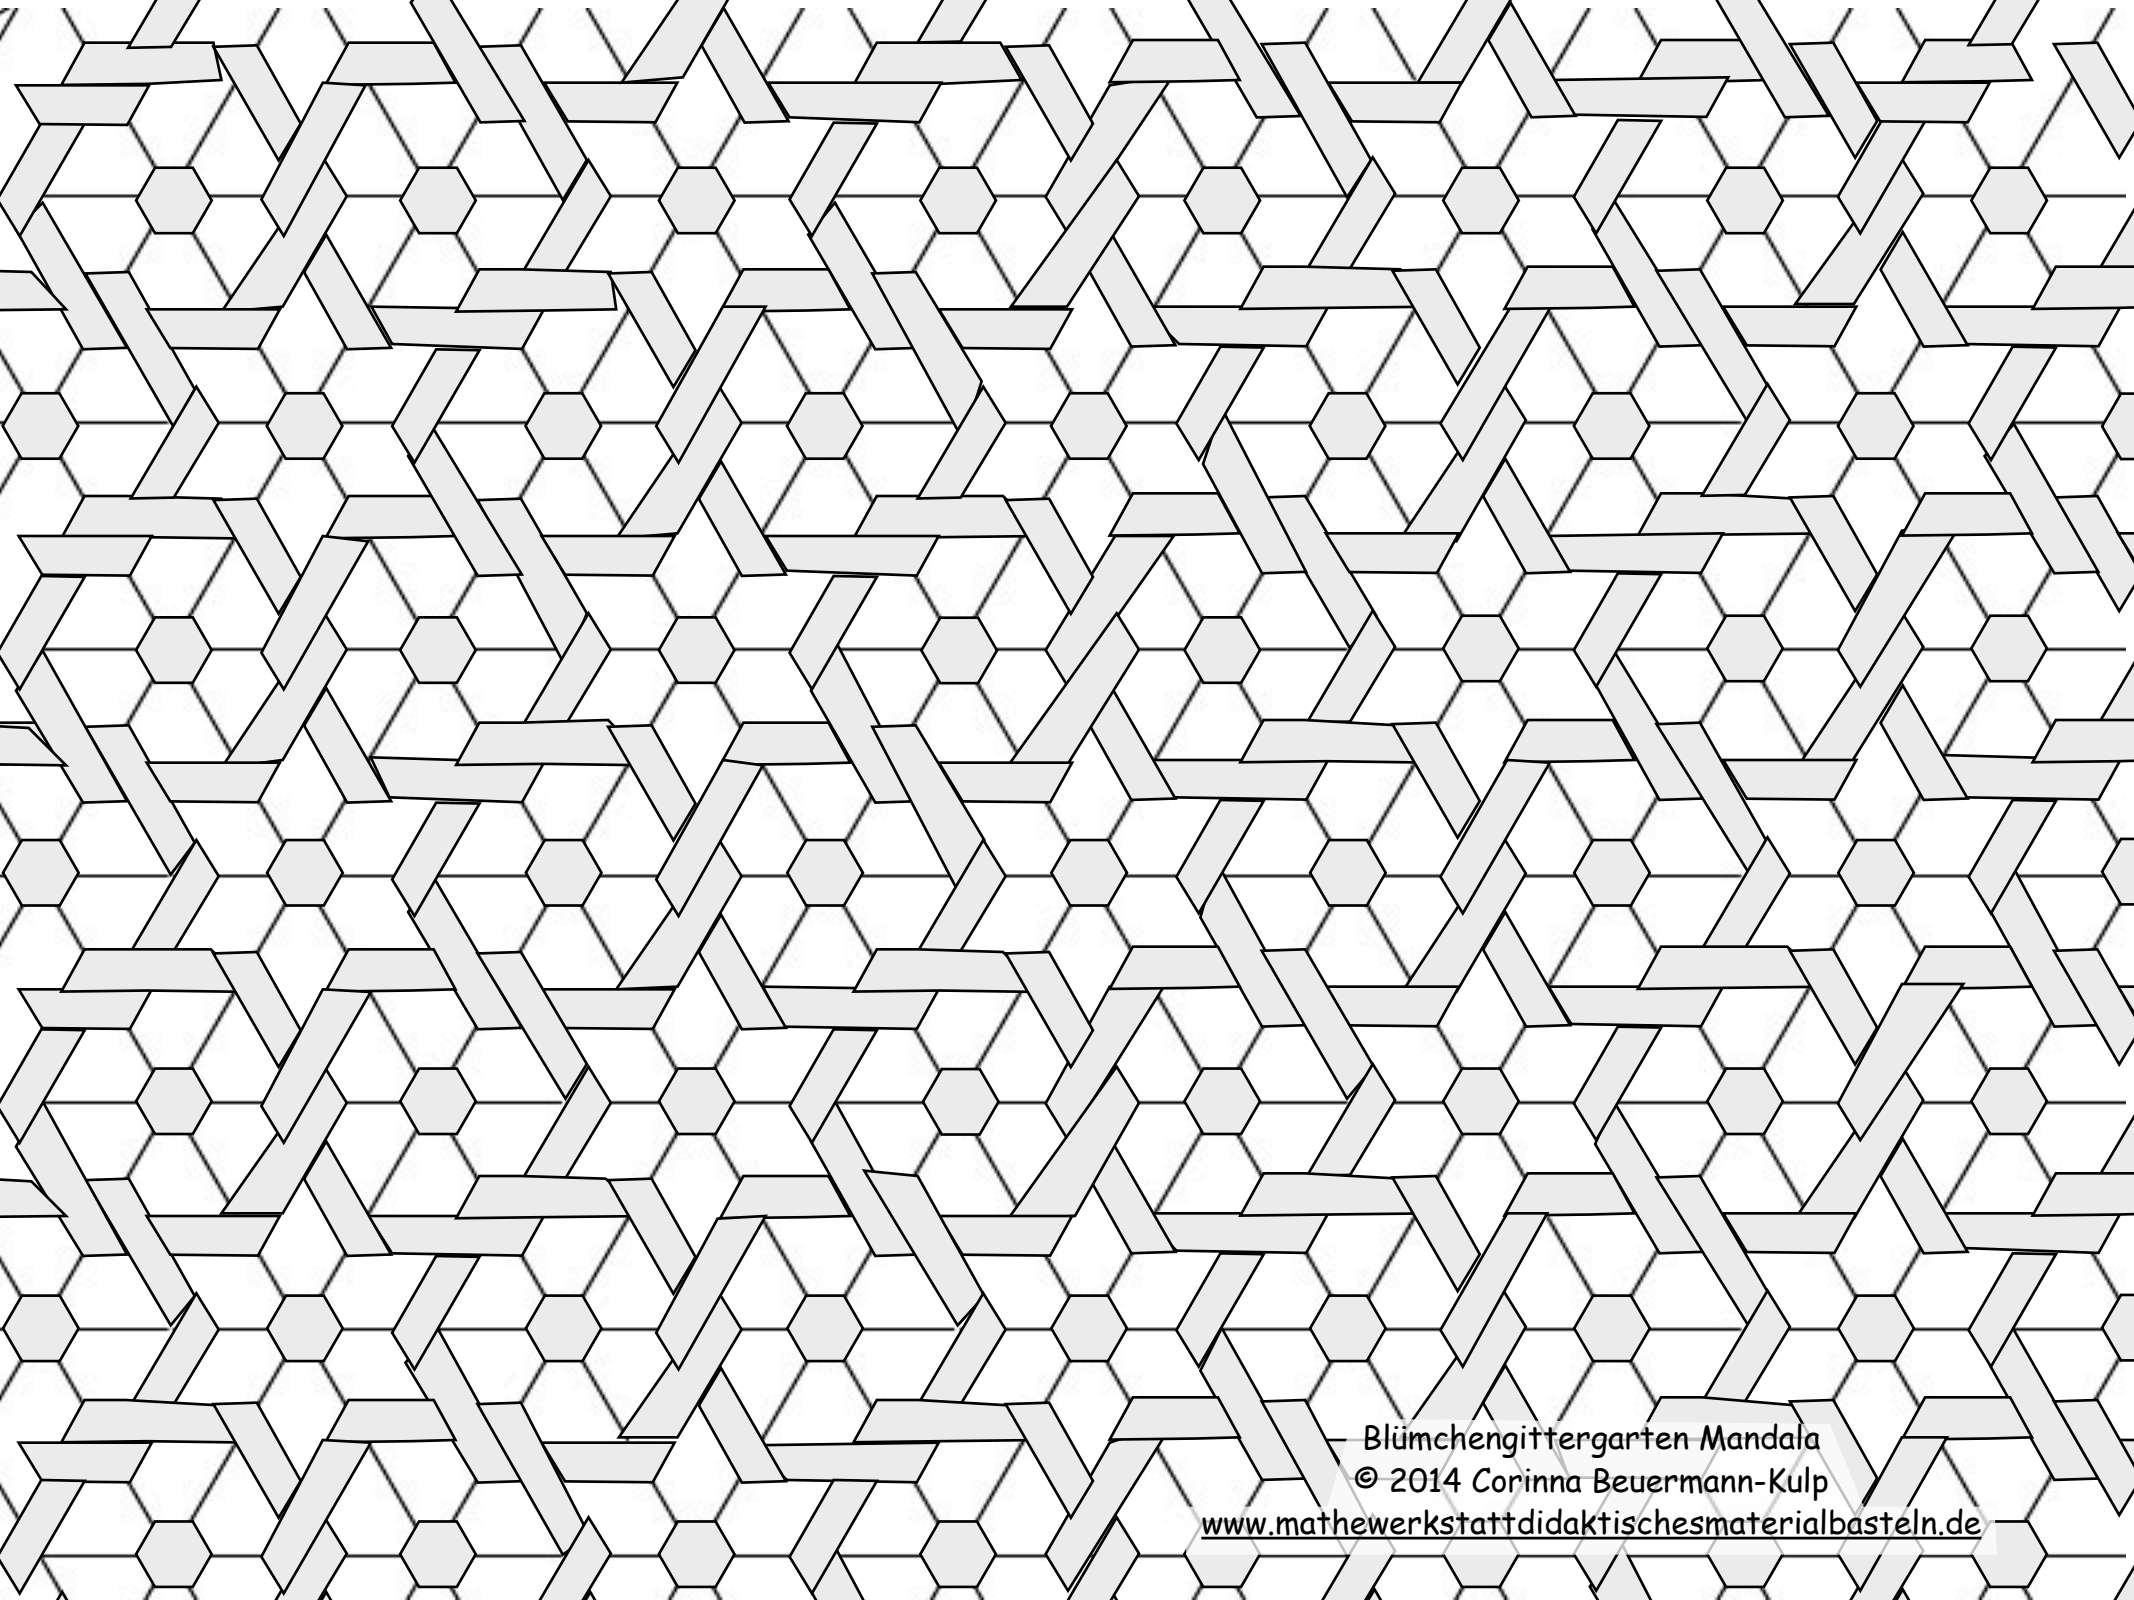 Blümchengittergarten Mandala
© 2014 Corinna Beuermann-Kulp
www.mathewerkstattdidaktischesmaterialbasteln.de